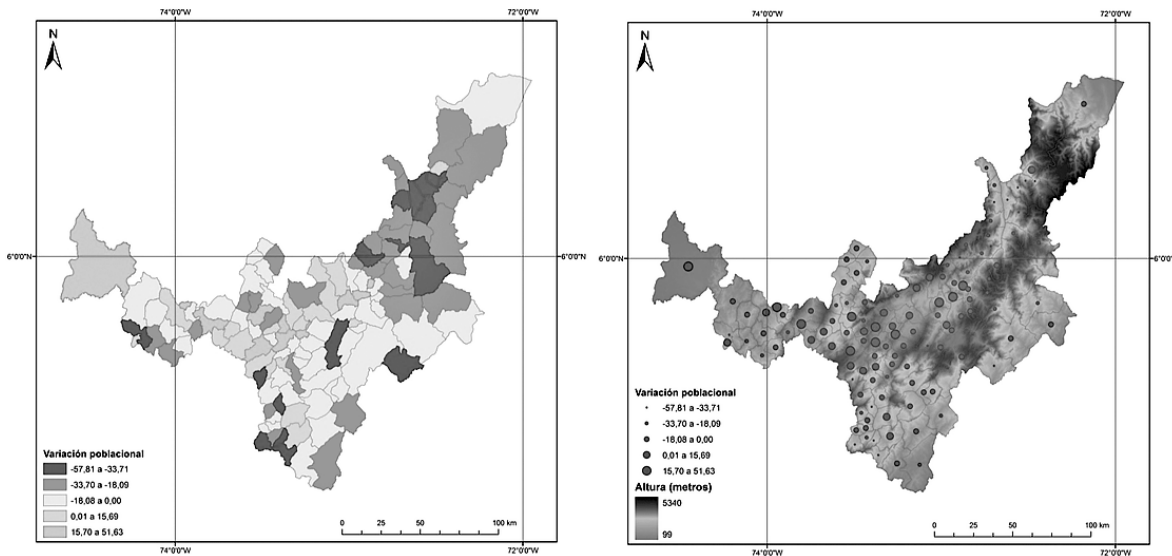 74°0'0"W
72°0'0"W
N
6°0'0"N
6°0'0"N
Variación poblacional
-57,81 a -33,71
-33,70 a -18,09
-18,08 a 0,00
0,01 a 15,69
15,70 a 51,63
0 25 50 100 km
74°0'0"W
72°0'0"W
74°0'0"W
72°0'0"W
N
6°0'0"N
6°0'0"N
Variación poblacional
-57,81 a -33,71
-33,70 a -18,09
-18,08 a 0,00
0,01 a 15,69
15,70 a 51,63
Altura (metros)
5340
99
0 25 50 100 km
74°0'0"W
72°0'0"W